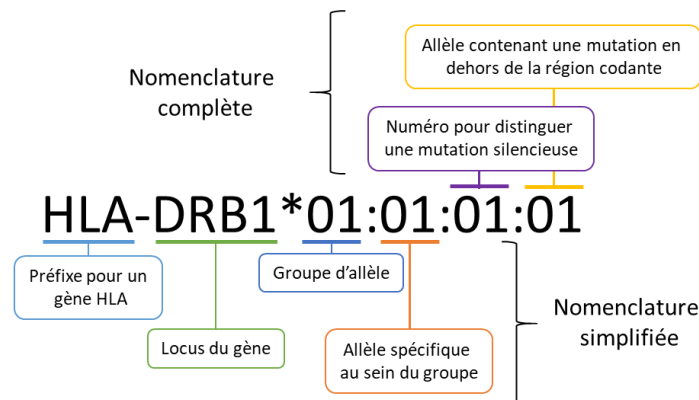 Allèle contenant une mutation en
dehors de la région codante
Nomenclature
complète
Numéro pour distinguer
une mutation silencieuse
HLA-DRB1*01:01:01:01
Préfixe pour un
gène HLA
Groupe d'allèle
Locus du gène
Allèle spécifique
au sein du groupe
Nomenclature
simplifiée